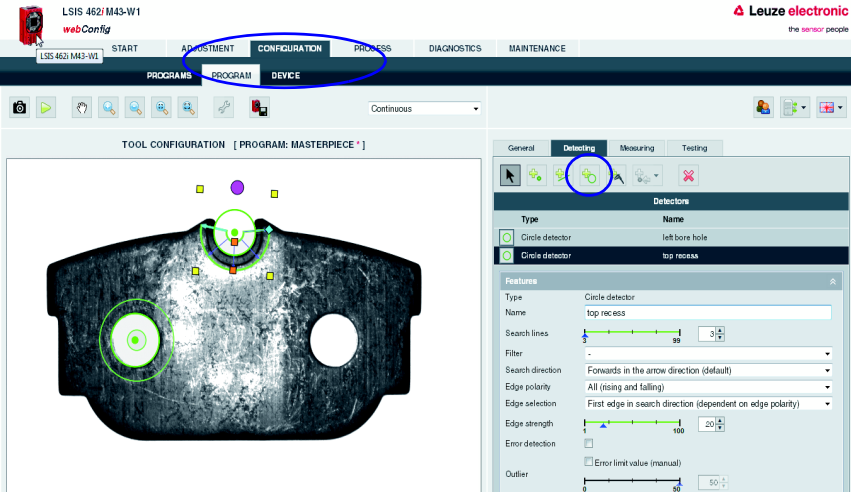 LSIS 462i M43-W1
webConfig
Leuze electronic
the sensor people
LSIS 462i M43-W1
START ADJUSTMENT CONFIGURATION PROCESS DIAGNOSTICS MAINTENANCE
PROGRAMS PROGRAM DEVICE
Continuous
TOOL CONFIGURATION [ PROGRAM: MASTERPIECE * ]
General Detecting Measuring Testing
Detectors
Type Name
Circle detector left bore hole
Circle detector top recess
Features
Type Circle detector
Name top recess
Search lines 3 99 3
Filter -
Search direction Forwards in the arrow direction (default)
Edge polarity All (rising and falling)
Edge selection First edge in search direction (dependent on edge polarity)
Edge strength 1 100 20
Error detection
Error limit value (manual)
Outlier 0 50 50